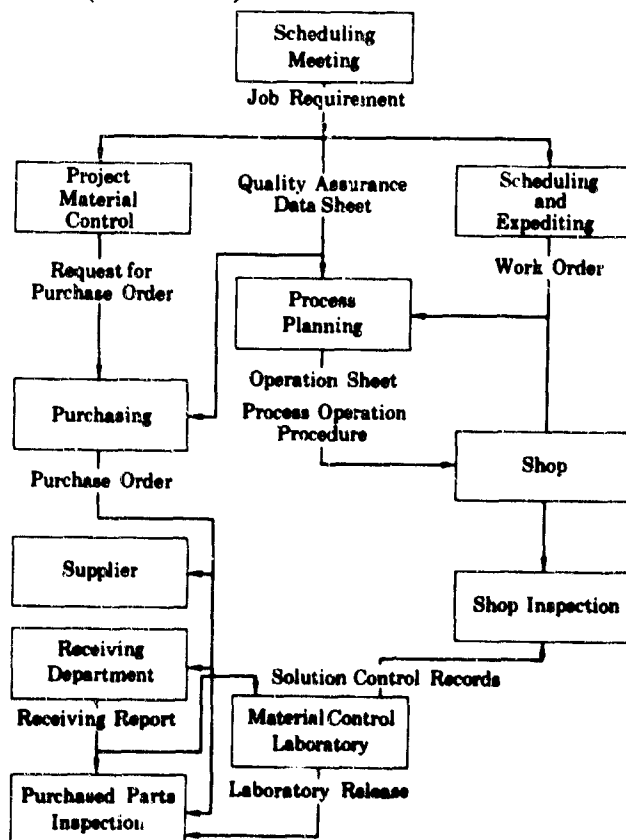 Scheduling
Meeting
Job Requirement
Project
Material
Control
Quality Assurance
Data Sheet
Scheduling
and
Expediting
Request for
Purchase Order
Work Order
Process
Planning
Operation Sheet
Process Operation
Procedure
Purchasing
Shop
Purchase Order
Supplier
Shop Inspection
Receiving
Department
Solution Control Records
Receiving Report
Material Control
Laboratory
Purchased Parts
Inspection
Laboratory Release